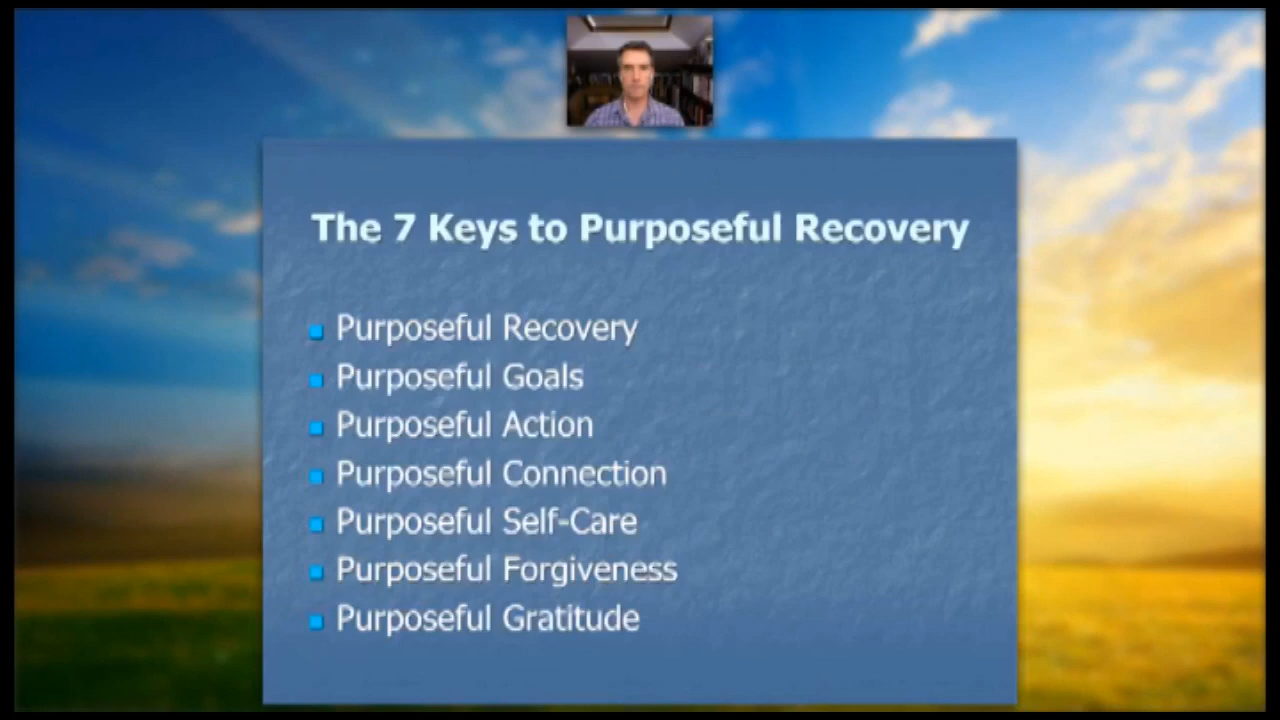 The 7 Keys to Purposeful Recovery
Purposeful Recovery
Purposeful Goals
Purposeful Action
Purposeful Connection
Purposeful Self-Care
Purposeful Forgiveness
Purposeful Gratitude